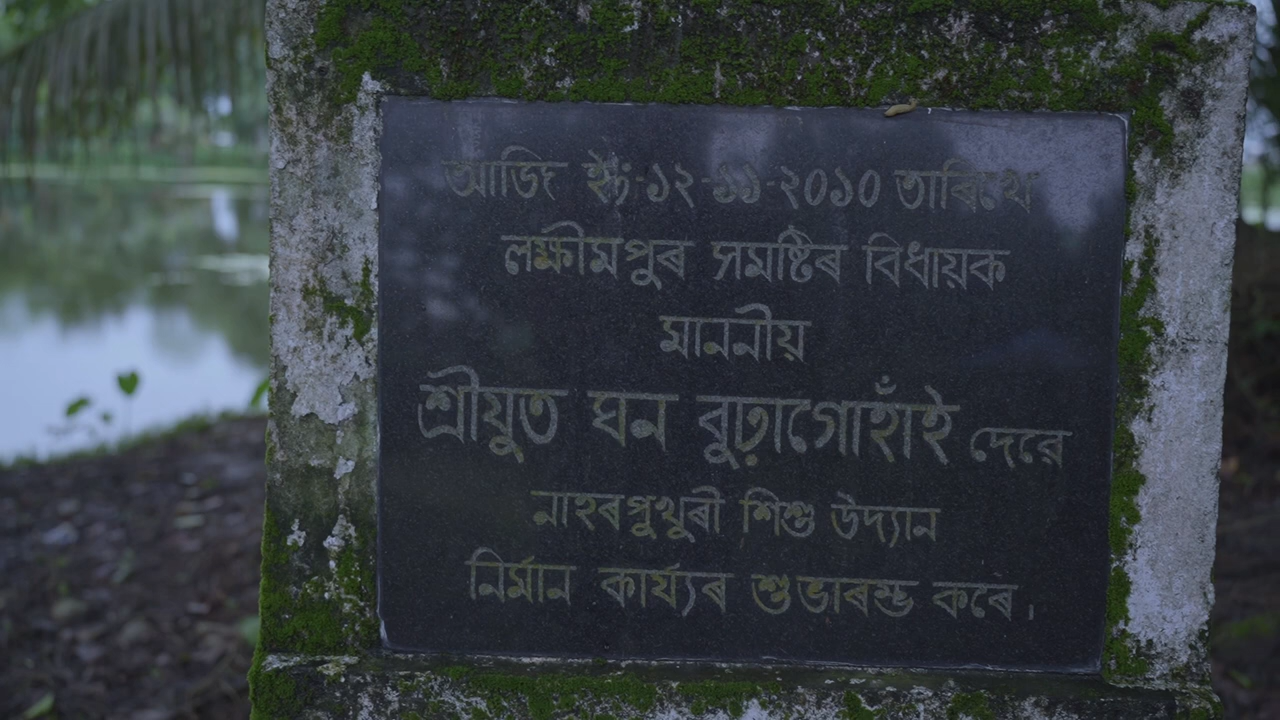 আজি ইং-১২-১১-২০১০ তাৰিখে
লক্ষীমপুৰ সমষ্টিৰ বিধায়ক
মাননীয়
শ্ৰীযুত ঘন বুঢ়াগোহাঁই দেৱে
নাহৰপুখুৰী শিশু উদ্যান
নিৰ্মান কাৰ্য্যৰ শুভাৰম্ভ কৰে।